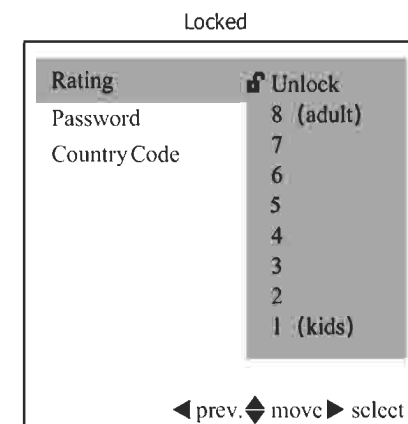 Locked
Rating
Password
Country Code
Unlock
8 (adult)
7
6
5
4
3
2
1 (kids)
◀ prev. ◆ move ▶ select